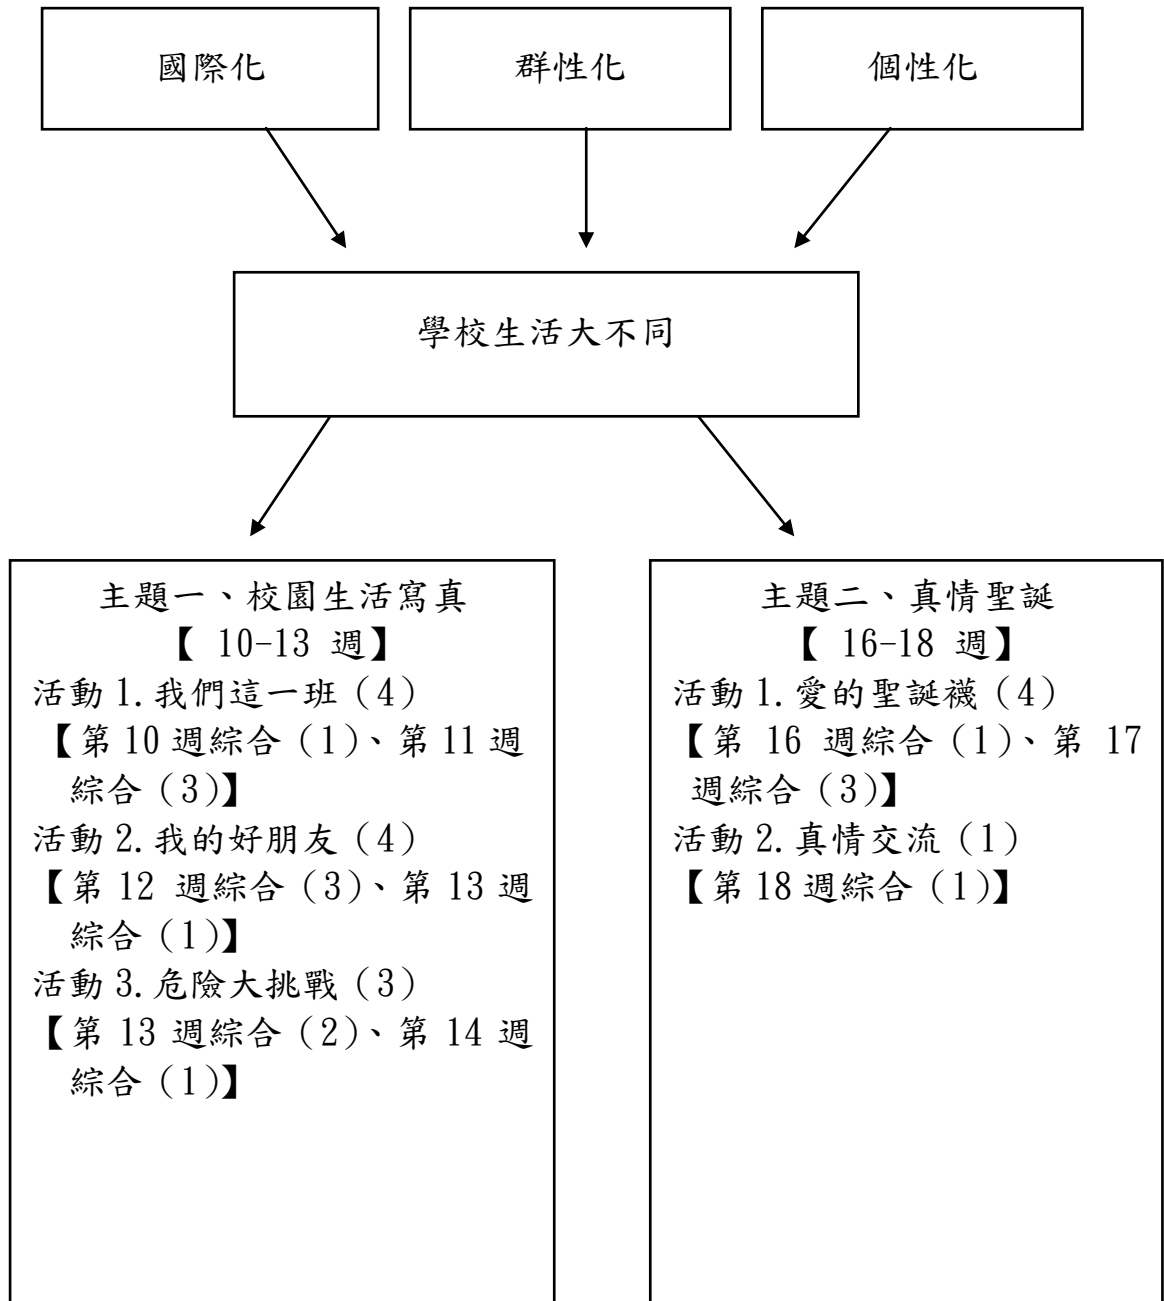 國際化
群性化
個性化
學校生活大不同
主題一、校園生活寫真
【 10-13 週】
活動 1.我們這一班（4）
【第 10 週綜合（1）、第 11 週
綜合（3）】
活動 2.我的好朋友（4）
【第 12 週綜合（3）、第 13 週
綜合（1）】
活動 3.危險大挑戰（3）
【第 13 週綜合（2）、第 14 週
綜合（1）】
主題二、真情聖誕
【 16-18 週】
活動 1.愛的聖誕襪（4）
【第 16 週綜合（1）、第 17
週綜合（3）】
活動 2.真情交流（1）
【第 18 週綜合（1）】